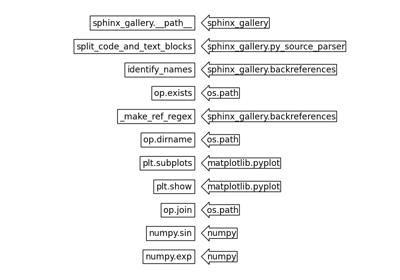 sphinx_gallery.__path__ sphinx_gallery
split_code_and_text_blocks sphinx_gallery.py_source_parser
identify_names sphinx_gallery.backreferences
op.exists os.path
_make_ref_regex sphinx_gallery.backreferences
op.dirname os.path
plt.subplots matplotlib.pyplot
plt.show matplotlib.pyplot
op.join os.path
numpy.sin numpy
numpy.exp numpy